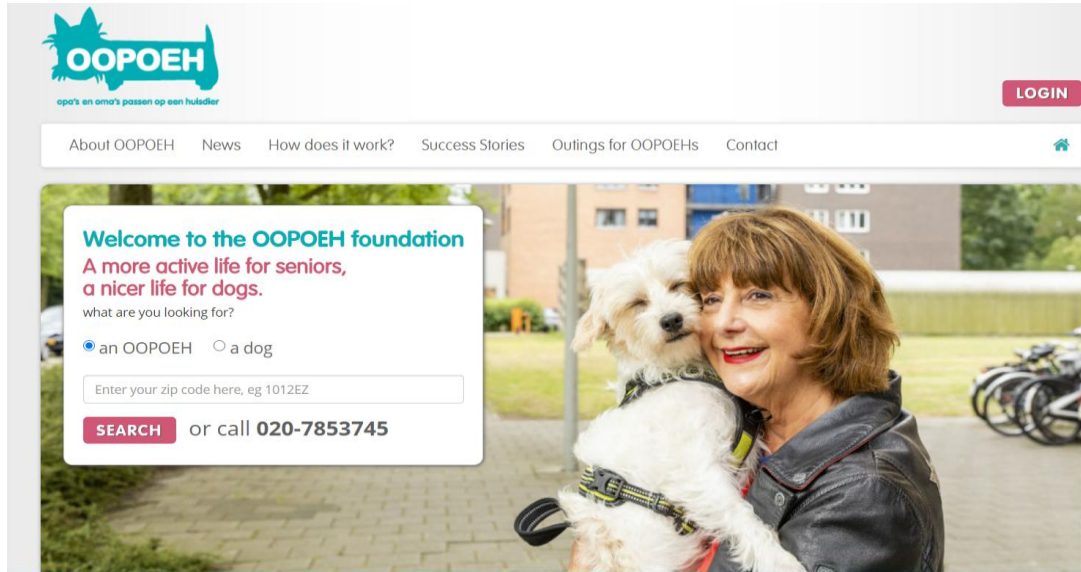 OOPOEH
opa's en oma's passen op een huisdier
LOGIN
About OOPOEH News How does it work? Success Stories Outings for OOPOEHs Contact
Welcome to the OOPOEH foundation
A more active life for seniors,
a nicer life for dogs.
what are you looking for?
an OOPOEH a dog
Enter your zip code here, eg 1012EZ
SEARCH or call 020-7853745